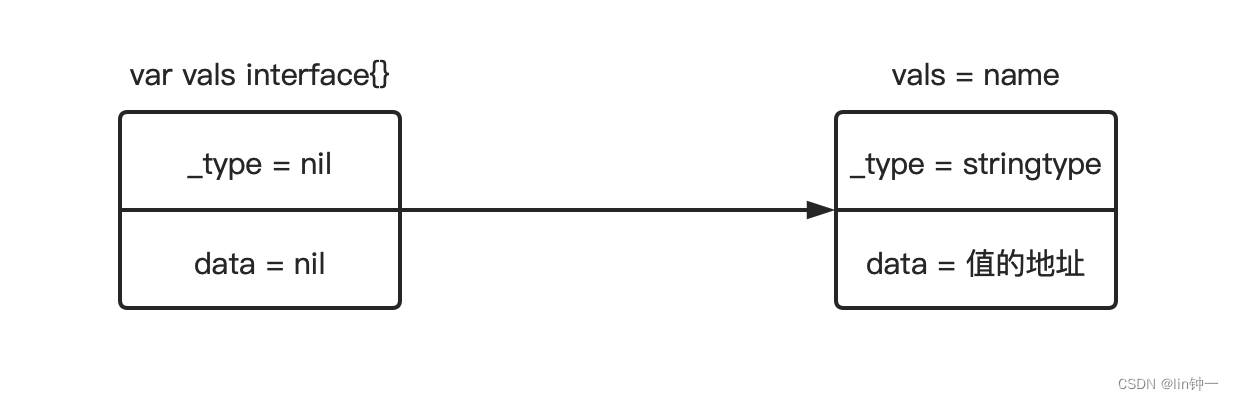 var vals interface{}
vals = name
_type = nil
_type = stringtype
data = nil
data = 值的地址
CSDN @lin钟一